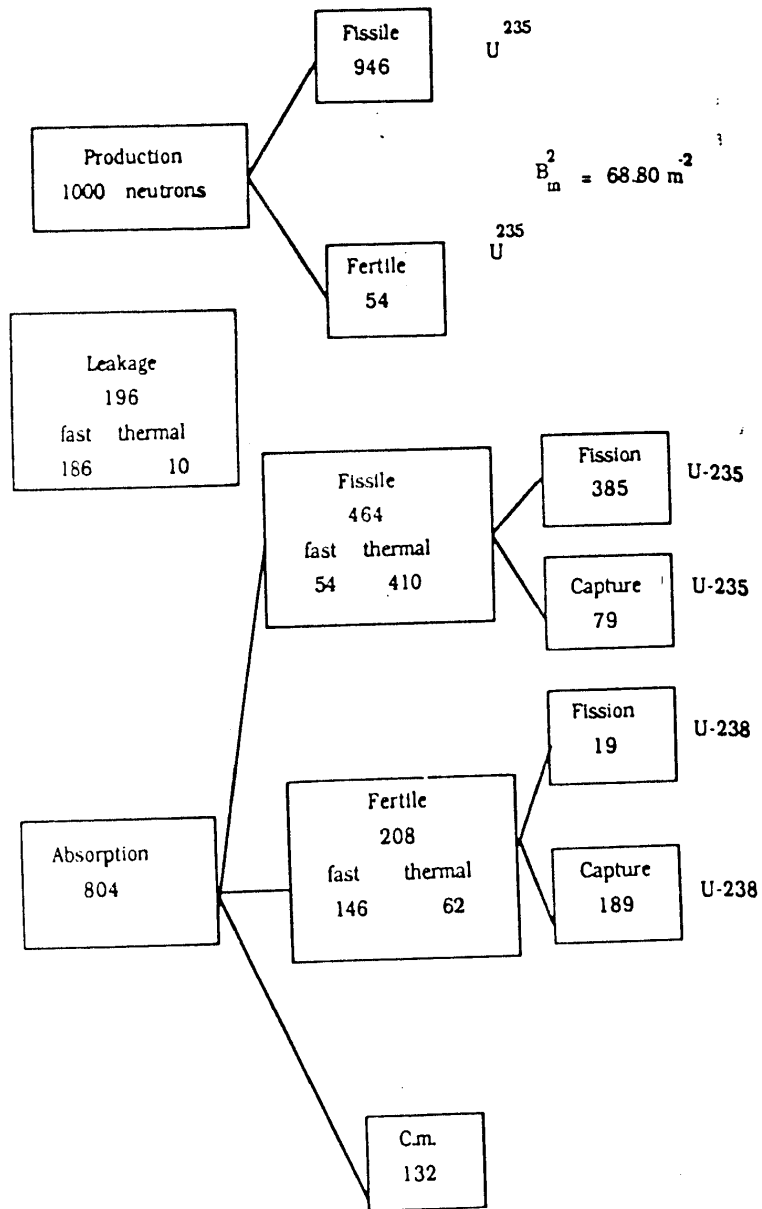 Fissile
946
U²³⁵
Production
1000 neutrons
B²m = 68.80 m⁻²
Fertile
54
U²³⁵
Leakage
196
fast thermal
186 10
Fissile
464
fast thermal
54 410
Fission
385
U-235
Capture
79
U-235
Fission
19
U-238
Fertile
208
fast thermal
146 62
Capture
189
U-238
Absorption
804
C.m.
132